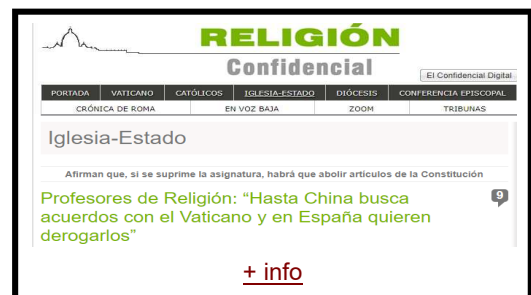 RELIGIÓN
Confidencial
El Confidencial Digital
PORTADA VATICANO CATÓLICOS IGLESIA-ESTADO DIÓCESIS CONFERENCIA EPISCOPAL
CRÓNICA DE ROMA EN VOZ BAJA ZOOM TRIBUNAS
Iglesia-Estado
Afirman que, si se suprime la asignatura, habrá que abolir artículos de la Constitución
Profesores de Religión: “Hasta China busca
acuerdos con el Vaticano y en España quieren
derogarlos”
9
+ info